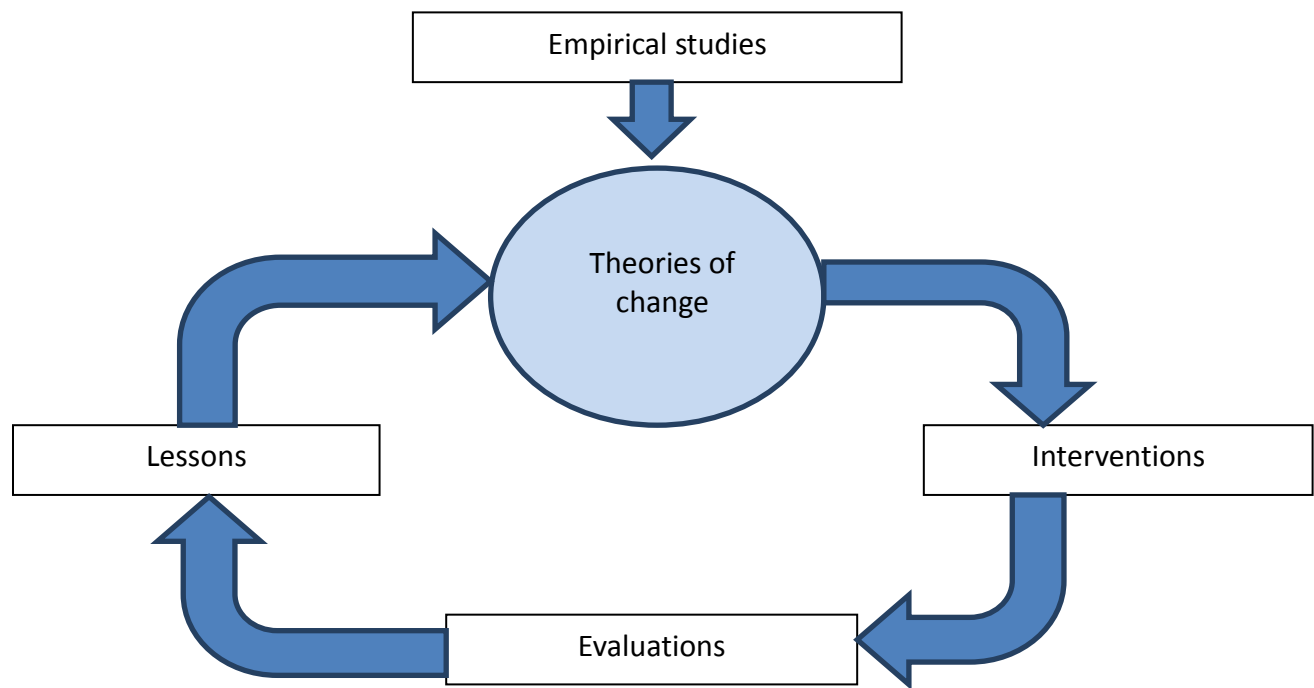 Empirical studies
Theories of
change
Lessons
Interventions
Evaluations